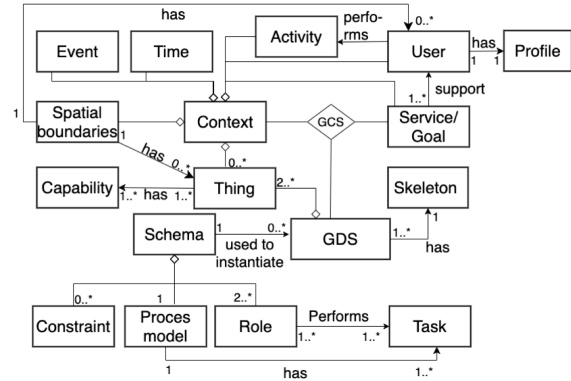 has
perfo-
rms
Activity
0..*
User
has
1
1
Profile
Event
Time
support
1
1..*
Spatial
boundaries
1
Context
GCS
Service/
Goal
has
0..*
0..*
Capability
1..*
has
1..*
Thing
2..*
Skeleton
1
Schema
1
0..*
used to
instantiate
GDS
1..*
has
0..*
1
2..*
Constraint
Proces
model
Role
Performs
1..*
1..*
Task
1
has
1..*